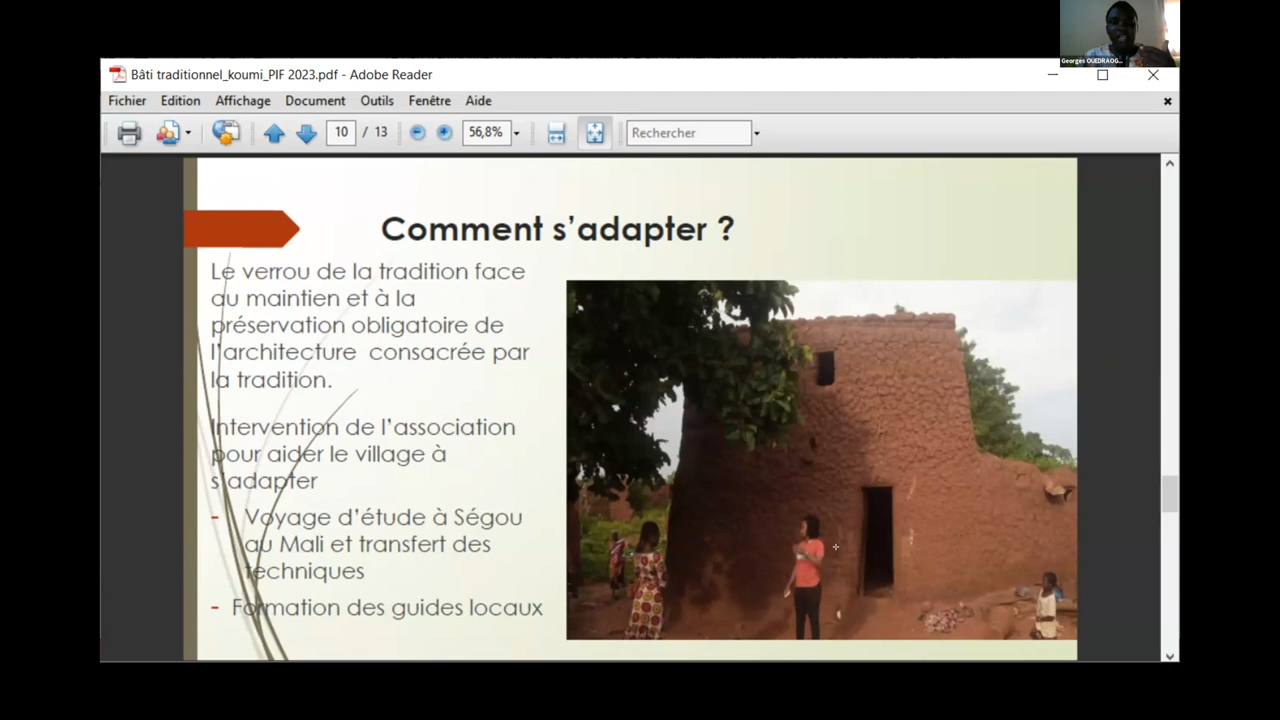 Georges OUEDRAOG...
Bâti traditionnel_koumi_PIF 2023.pdf - Adobe Reader
Fichier Edition Affichage Document Outils Fenêtre Aide
10 / 13 56,8% Rechercher
Comment s’adapter ?
Le verrou de la tradition face
au maintien et à la
préservation obligatoire de
l’architecture consacrée par
la tradition.
Intervention de l’association
pour aider le village à
s’adapter
- Voyage d’étude à Ségou
au Mali et transfert des
techniques
- Formation des guides locaux